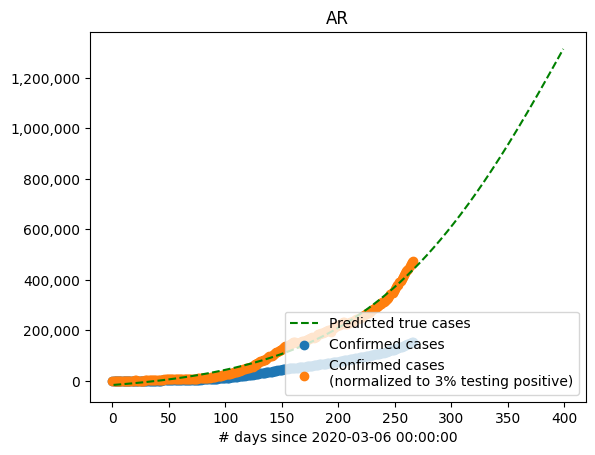 AR
1,200,000
1,000,000
800,000
600,000
400,000
200,000
0
Predicted true cases
Confirmed cases
Confirmed cases
(normalized to 3% testing positive)
0 50 100 150 200 250 300 350 400
# days since 2020-03-06 00:00:00